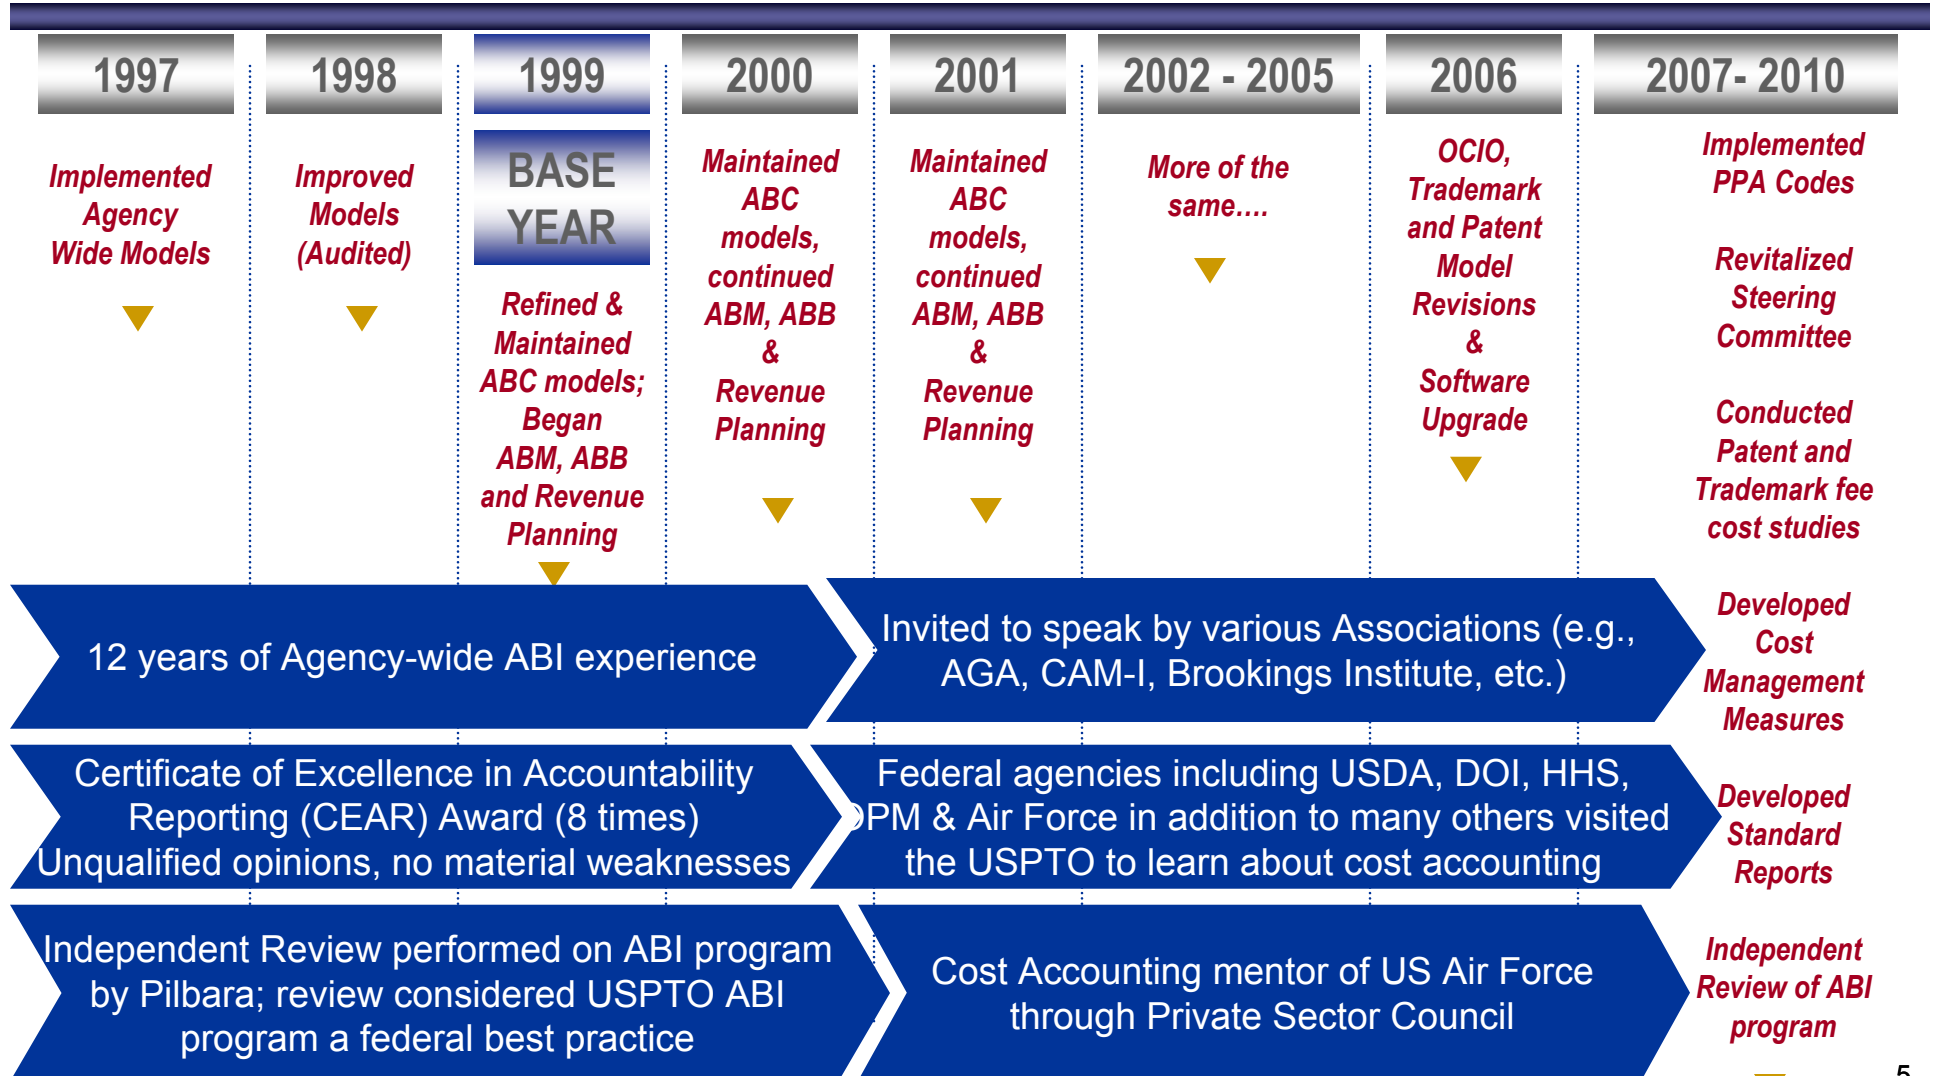 1997
Implemented
Agency
Wide Models
1998
Improved
Models
(Audited)
1999
BASE
YEAR
Refined &
Maintained
ABC models;
Began
ABM, ABB
and Revenue
Planning
2000
Maintained
ABC
models,
continued
ABM, ABB
&
Revenue
Planning
2001
Maintained
ABC
models,
continued
ABM, ABB
&
Revenue
Planning
2002 - 2005
More of the
same….
2006
OCIO,
Trademark
and Patent
Model
Revisions
&
Software
Upgrade
2007- 2010
Implemented
PPA Codes
Revitalized
Steering
Committee
Conducted
Patent and
Trademark fee
cost studies
Developed
Cost
Management
Measures
Developed
Standard
Reports
Independent
Review of ABI
program
12 years of Agency-wide ABI experience
Invited to speak by various Associations (e.g.,
AGA, CAM-I, Brookings Institute, etc.)
Certificate of Excellence in Accountability
Reporting (CEAR) Award (8 times)
Unqualified opinions, no material weaknesses
Federal agencies including USDA, DOI, HHS,
OPM & Air Force in addition to many others visited
the USPTO to learn about cost accounting
Independent Review performed on ABI program
by Pilbara; review considered USPTO ABI
program a federal best practice
Cost Accounting mentor of US Air Force
through Private Sector Council
5